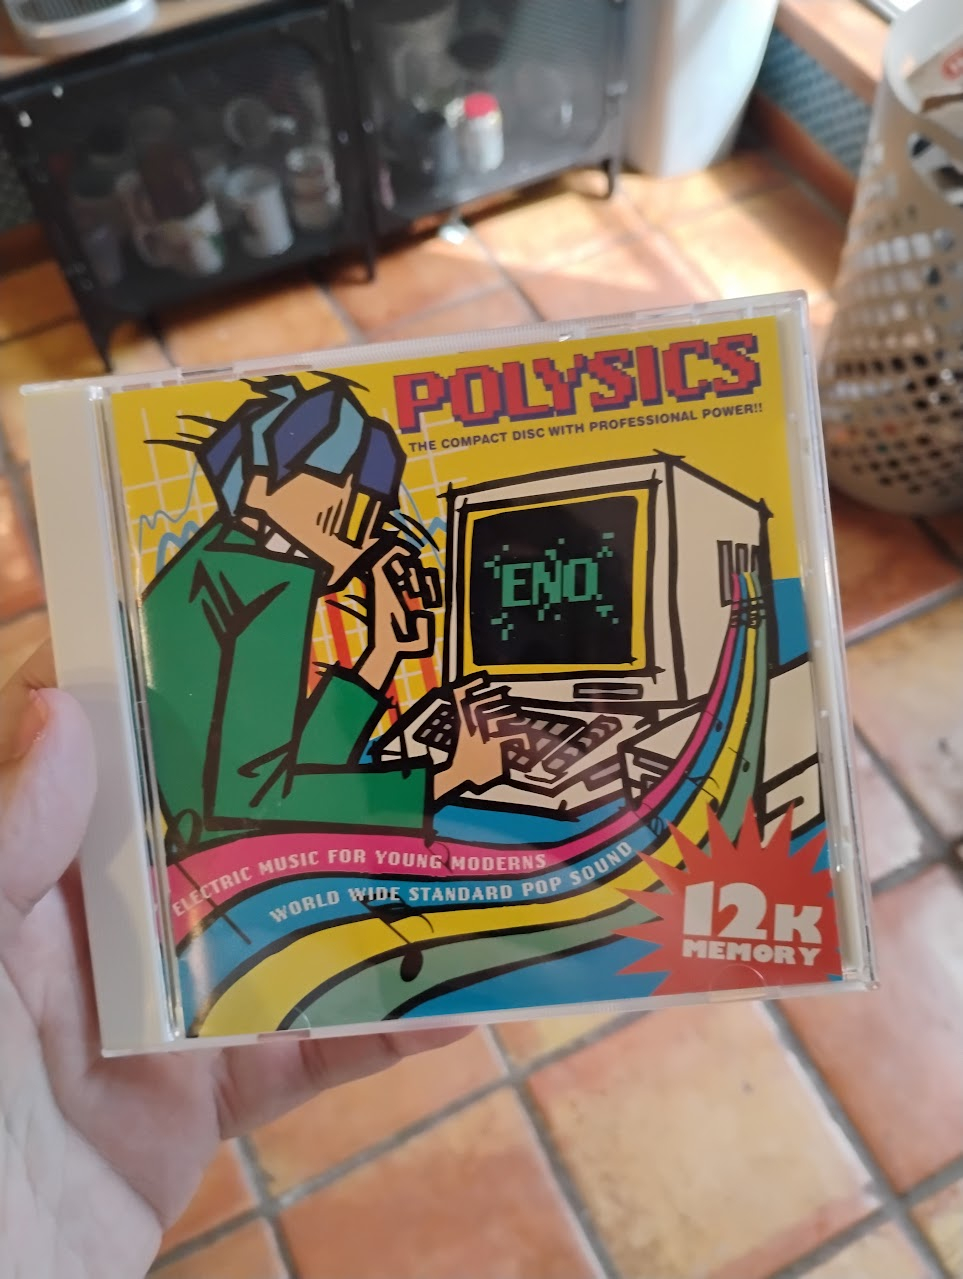 POLYSICS
THE COMPACT DISC WITH PROFESSIONAL POWER!!
ENO
ELECTRIC MUSIC FOR YOUNG MODERNS
WORLD WIDE STANDARD POP SOUND
12K
MEMORY